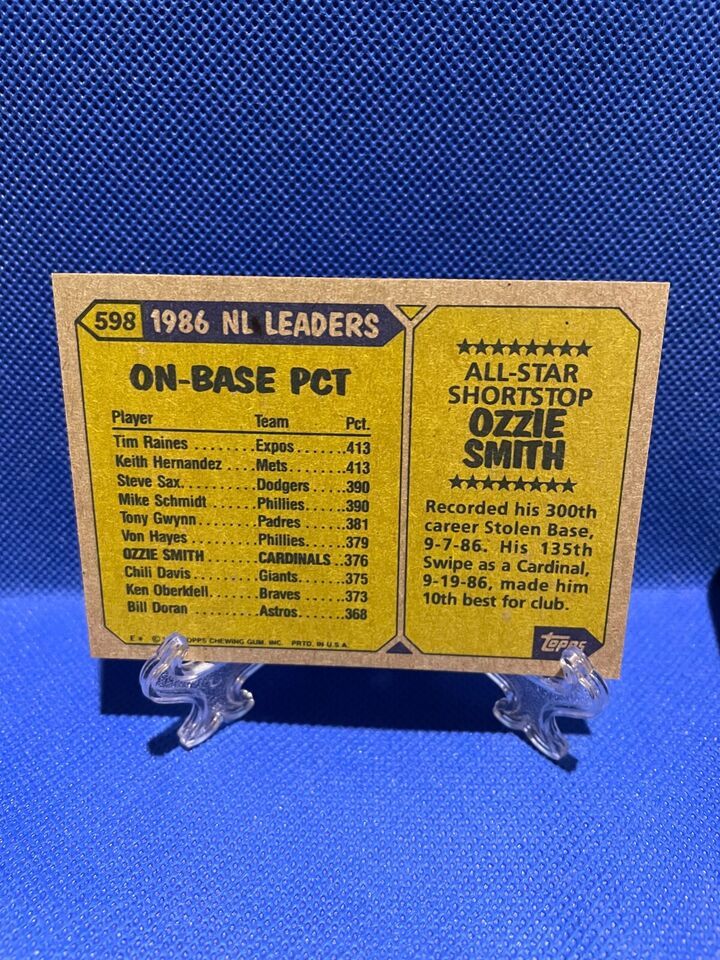 598 1986 NL LEADERS
ON-BASE PCT
Player Team Pct.
Tim Raines ........ Expos.......413
Keith Hernandez ....Mets.....413
Steve Sax...........Dodgers.....390
Mike Schmidt .......Phillies....390
Tony Gwynn.........Padres .....381
Von Hayes..........Phillies....379
OZZIE SMITH........CARDINALS ..376
Chili Davis........Giants......375
Ken Oberkfell......Braves......373
Bill Doran.........Astros......368
E* © TOPPS CHEWING GUM, INC. PRTD. IN U.S.A.
★★★★★★★★
ALL-STAR
SHORTSTOP
OZZIE
SMITH
★★★★★★★★
Recorded his 300th
career Stolen Base,
9-7-86. His 135th
Swipe as a Cardinal,
9-19-86, made him
10th best for club.
topps